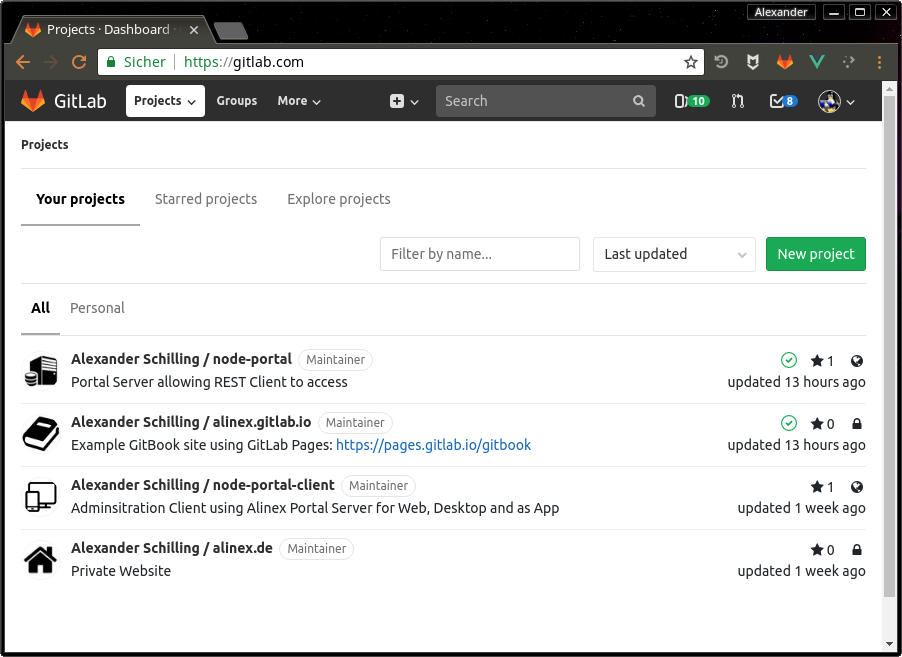 Alexander
Projects · Dashboard
Sicher https://gitlab.com
GitLab Projects Groups More Search 10 8
Projects
Your projects Starred projects Explore projects
Filter by name... Last updated New project
All Personal
Alexander Schilling / node-portal Maintainer 1
Portal Server allowing REST Client to access updated 13 hours ago
Alexander Schilling / alinex.gitlab.io Maintainer 0
Example GitBook site using GitLab Pages: https://pages.gitlab.io/gitbook updated 13 hours ago
Alexander Schilling / node-portal-client Maintainer 1
Adminsitration Client using Alinex Portal Server for Web, Desktop and as App updated 1 week ago
Alexander Schilling / alinex.de Maintainer 0
Private Website updated 1 week ago